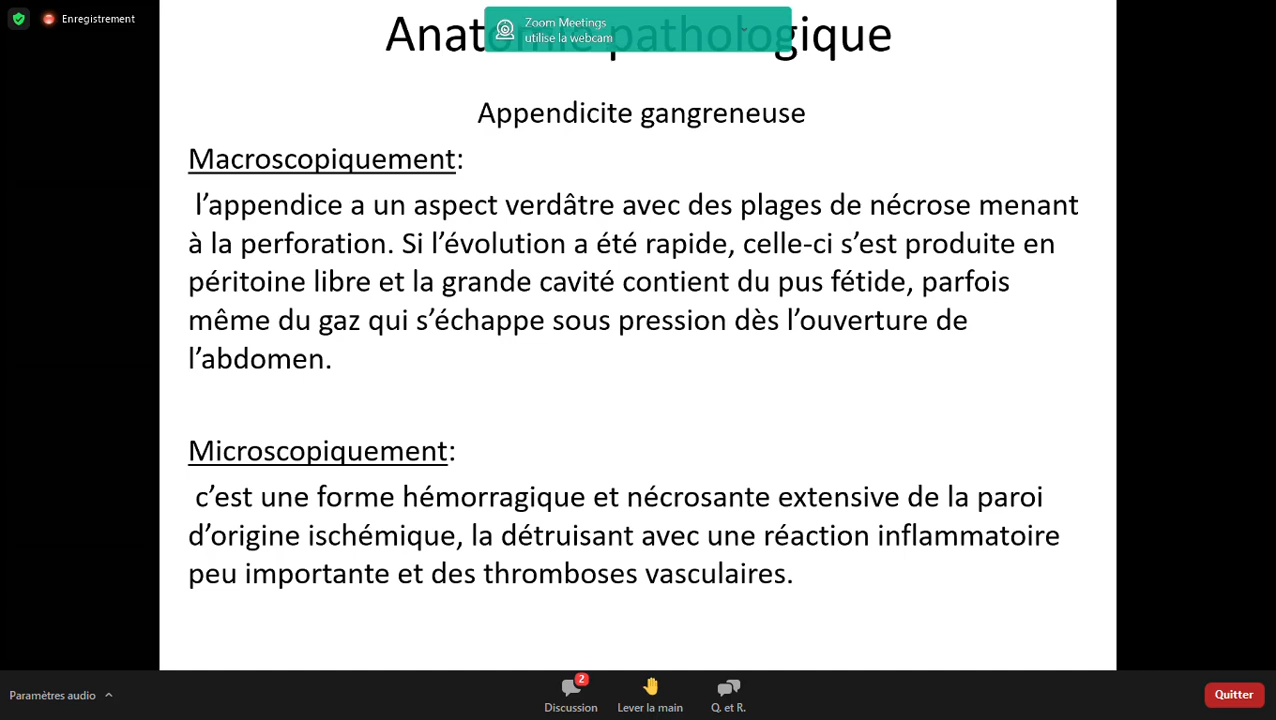 Enregistrement
Zoom Meetings
utilise la webcam
Anatomie pathologique
Appendicite gangreneuse
Macroscopiquement:
l’appendice a un aspect verdâtre avec des plages de nécrose menant
à la perforation. Si l’évolution a été rapide, celle-ci s’est produite en
péritoine libre et la grande cavité contient du pus fétide, parfois
même du gaz qui s’échappe sous pression dès l’ouverture de
l’abdomen.
Microscopiquement:
c’est une forme hémorragique et nécrosante extensive de la paroi
d’origine ischémique, la détruisant avec une réaction inflammatoire
peu importante et des thromboses vasculaires.
Paramètres audio
2
Discussion
Lever la main
Q. et R.
Quitter